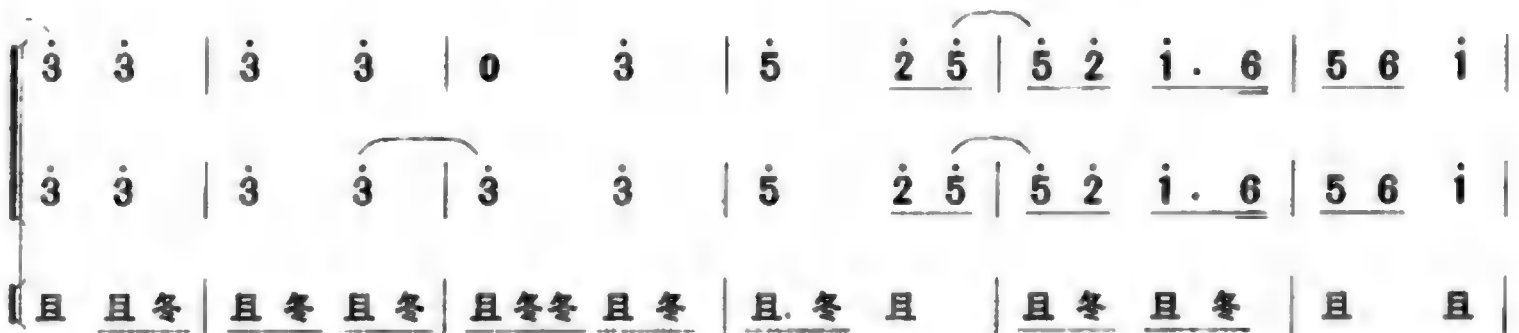 3̇ 3̇ | 3̇ 3̇ | 0 3̇ | 5̇ 2̇ 5̇ | 5̇ 2̇ 1̇ . 6 | 5 6 1̇ |
3̇ 3̇ | 3̇ 3̇ | 3̇ 3̇ | 5̇ 2̇ 5̇ | 5̇ 2̇ 1̇ . 6 | 5 6 1̇ |
且 且 冬 | 且 冬 且 冬 | 且 冬冬 且 冬 | 且. 冬 且 | 且 冬 且 冬 | 且 且 |